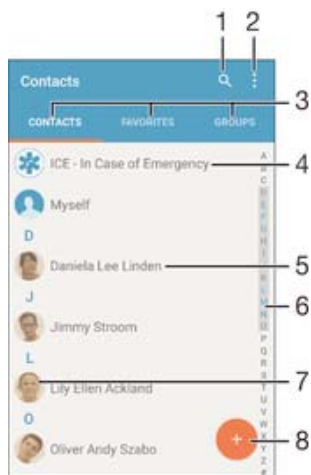 1 2
Contacts
3
CONTACTS FAVORITES GROUPS
ICE - In Case of Emergency
4
Myself
D
Daniela Lee Linden
5
J
Jimmy Stroom
6
L
Lily Ellen Ackland
7
O
Oliver Andy Szabo
+
8
A
B
C
D
E
F
G
H
I
J
K
L
M
N
O
P
Q
R
S
T
U
V
W
X
Y
Z
#